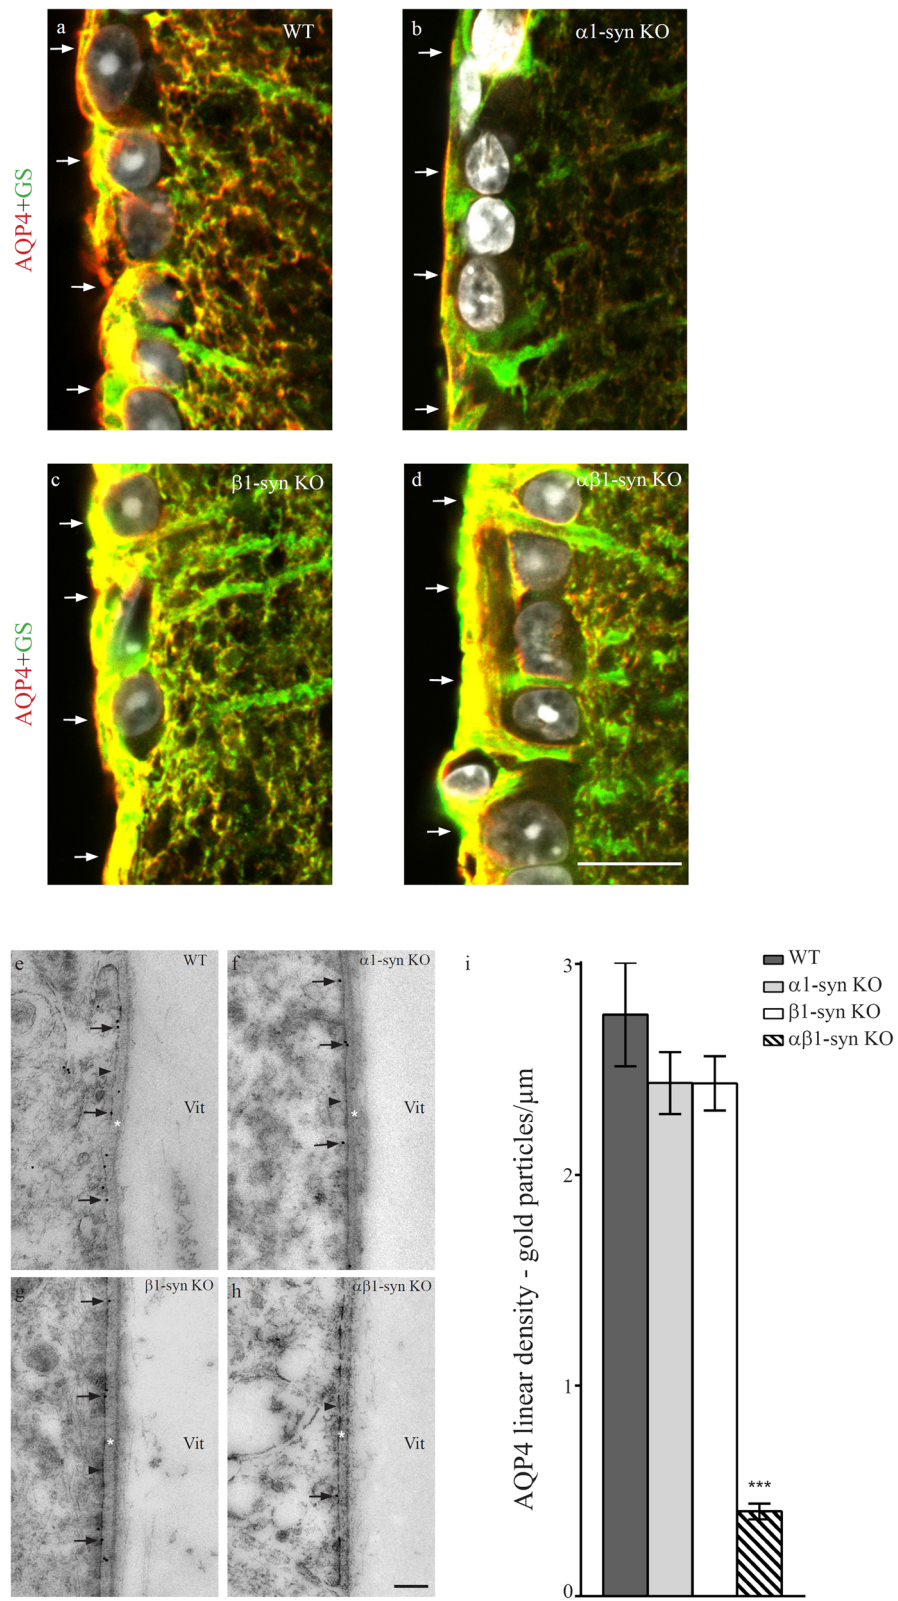 a
WT
b
α1-syn KO
AQP4+GS
c
β1-syn KO
d
αβ1-syn KO
AQP4+GS
e
WT
Vit
*
f
α1-syn KO
Vit
*
g
β1-syn KO
Vit
*
h
αβ1-syn KO
Vit
*
i
WT
α1-syn KO
β1-syn KO
αβ1-syn KO
AQP4 linear density - gold particles/μm
3
2
1
0
***